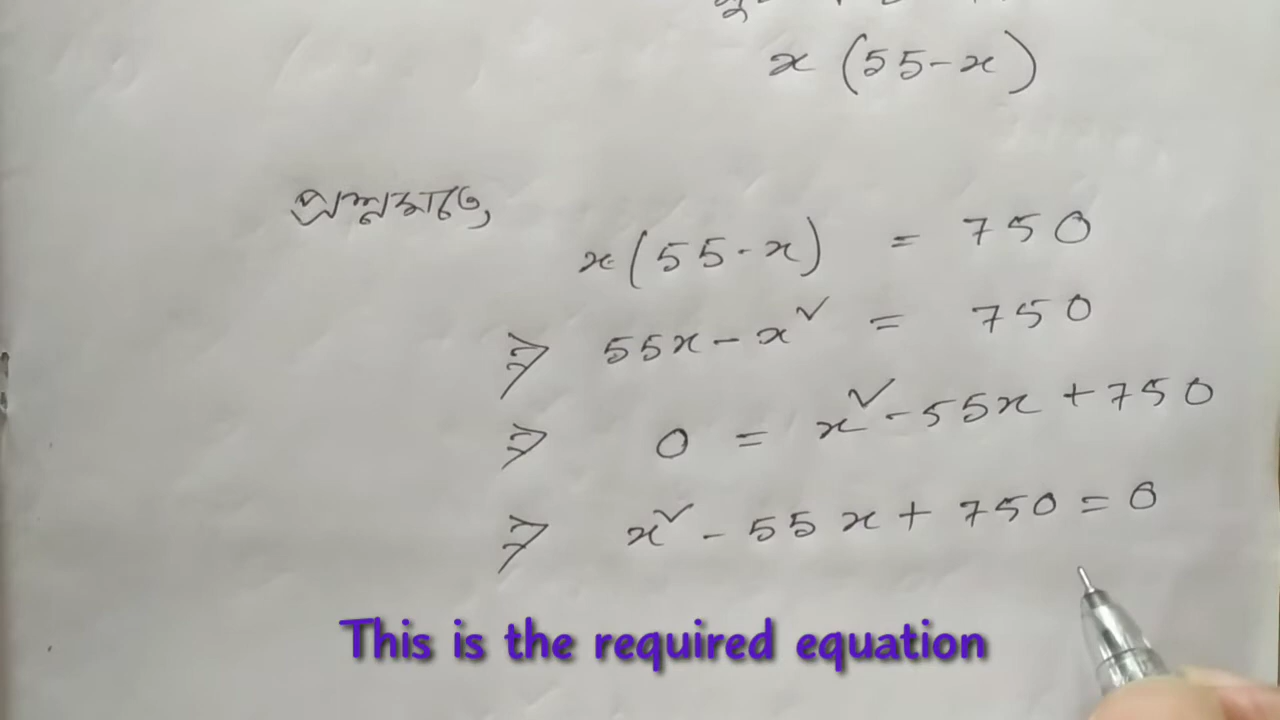 x (55-x)
প্রশ্নমতে,
x(55-x) = 750
⇒ 55x - x² = 750
⇒ 0 = x² - 55x + 750
⇒ x² - 55x + 750 = 0
This is the required equation